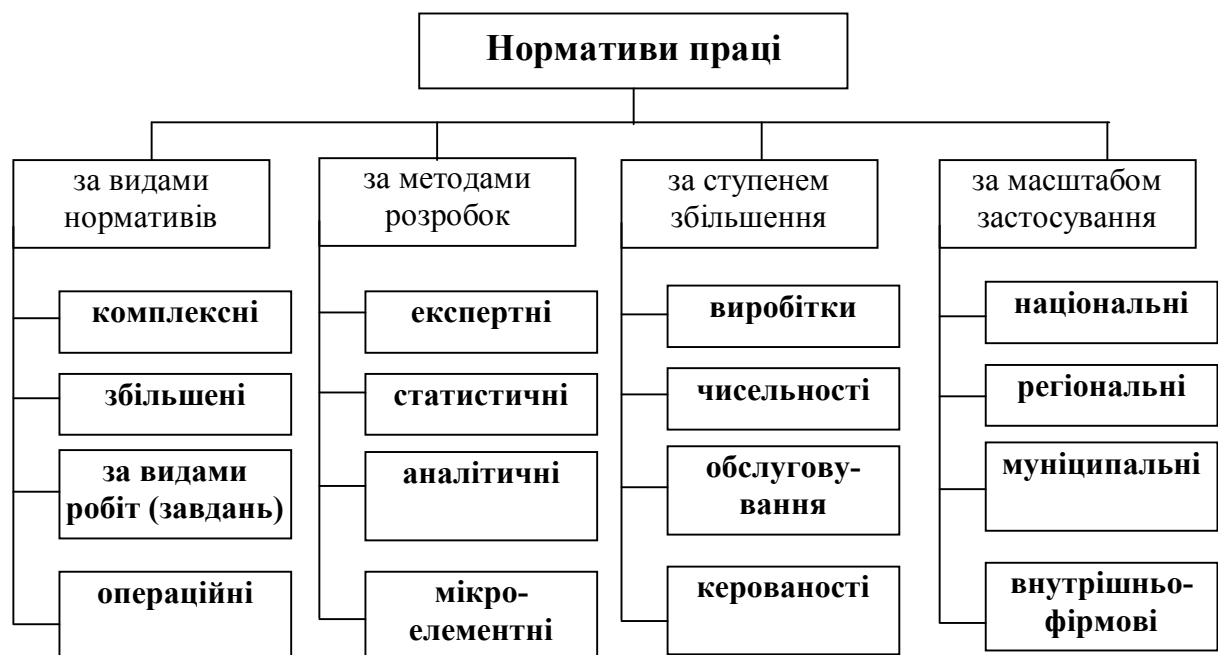 Нормативи праці
за видами
нормативів
комплексні
збільшені
за видами
робіт (завдань)
операційні
за методами
розробок
експертні
статистичні
аналітичні
мікро-
елементні
за ступенем
збільшення
виробітки
чисельності
обслугову-
вання
керованості
за масштабом
застосування
національні
регіональні
муніципальні
внутрішньо-
фірмові